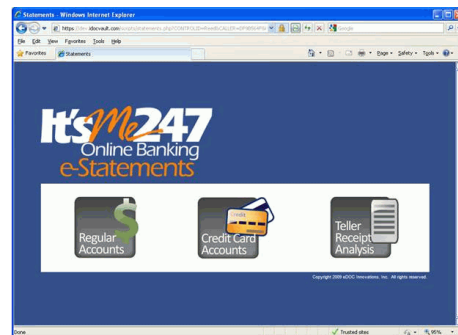 Statements - Windows Internet Explorer
Google
File Edit View Favorites Tools Help
Favorites Statements
Page Safety Tools
It's Me 247
Online Banking
e-Statements
Regular
Accounts
credit
Credit Card
Accounts
Teller
Receipt
Analysis
Copyright 2009 eDOC Innovations, Inc. All rights reserved.
Done Trusted sites 95%